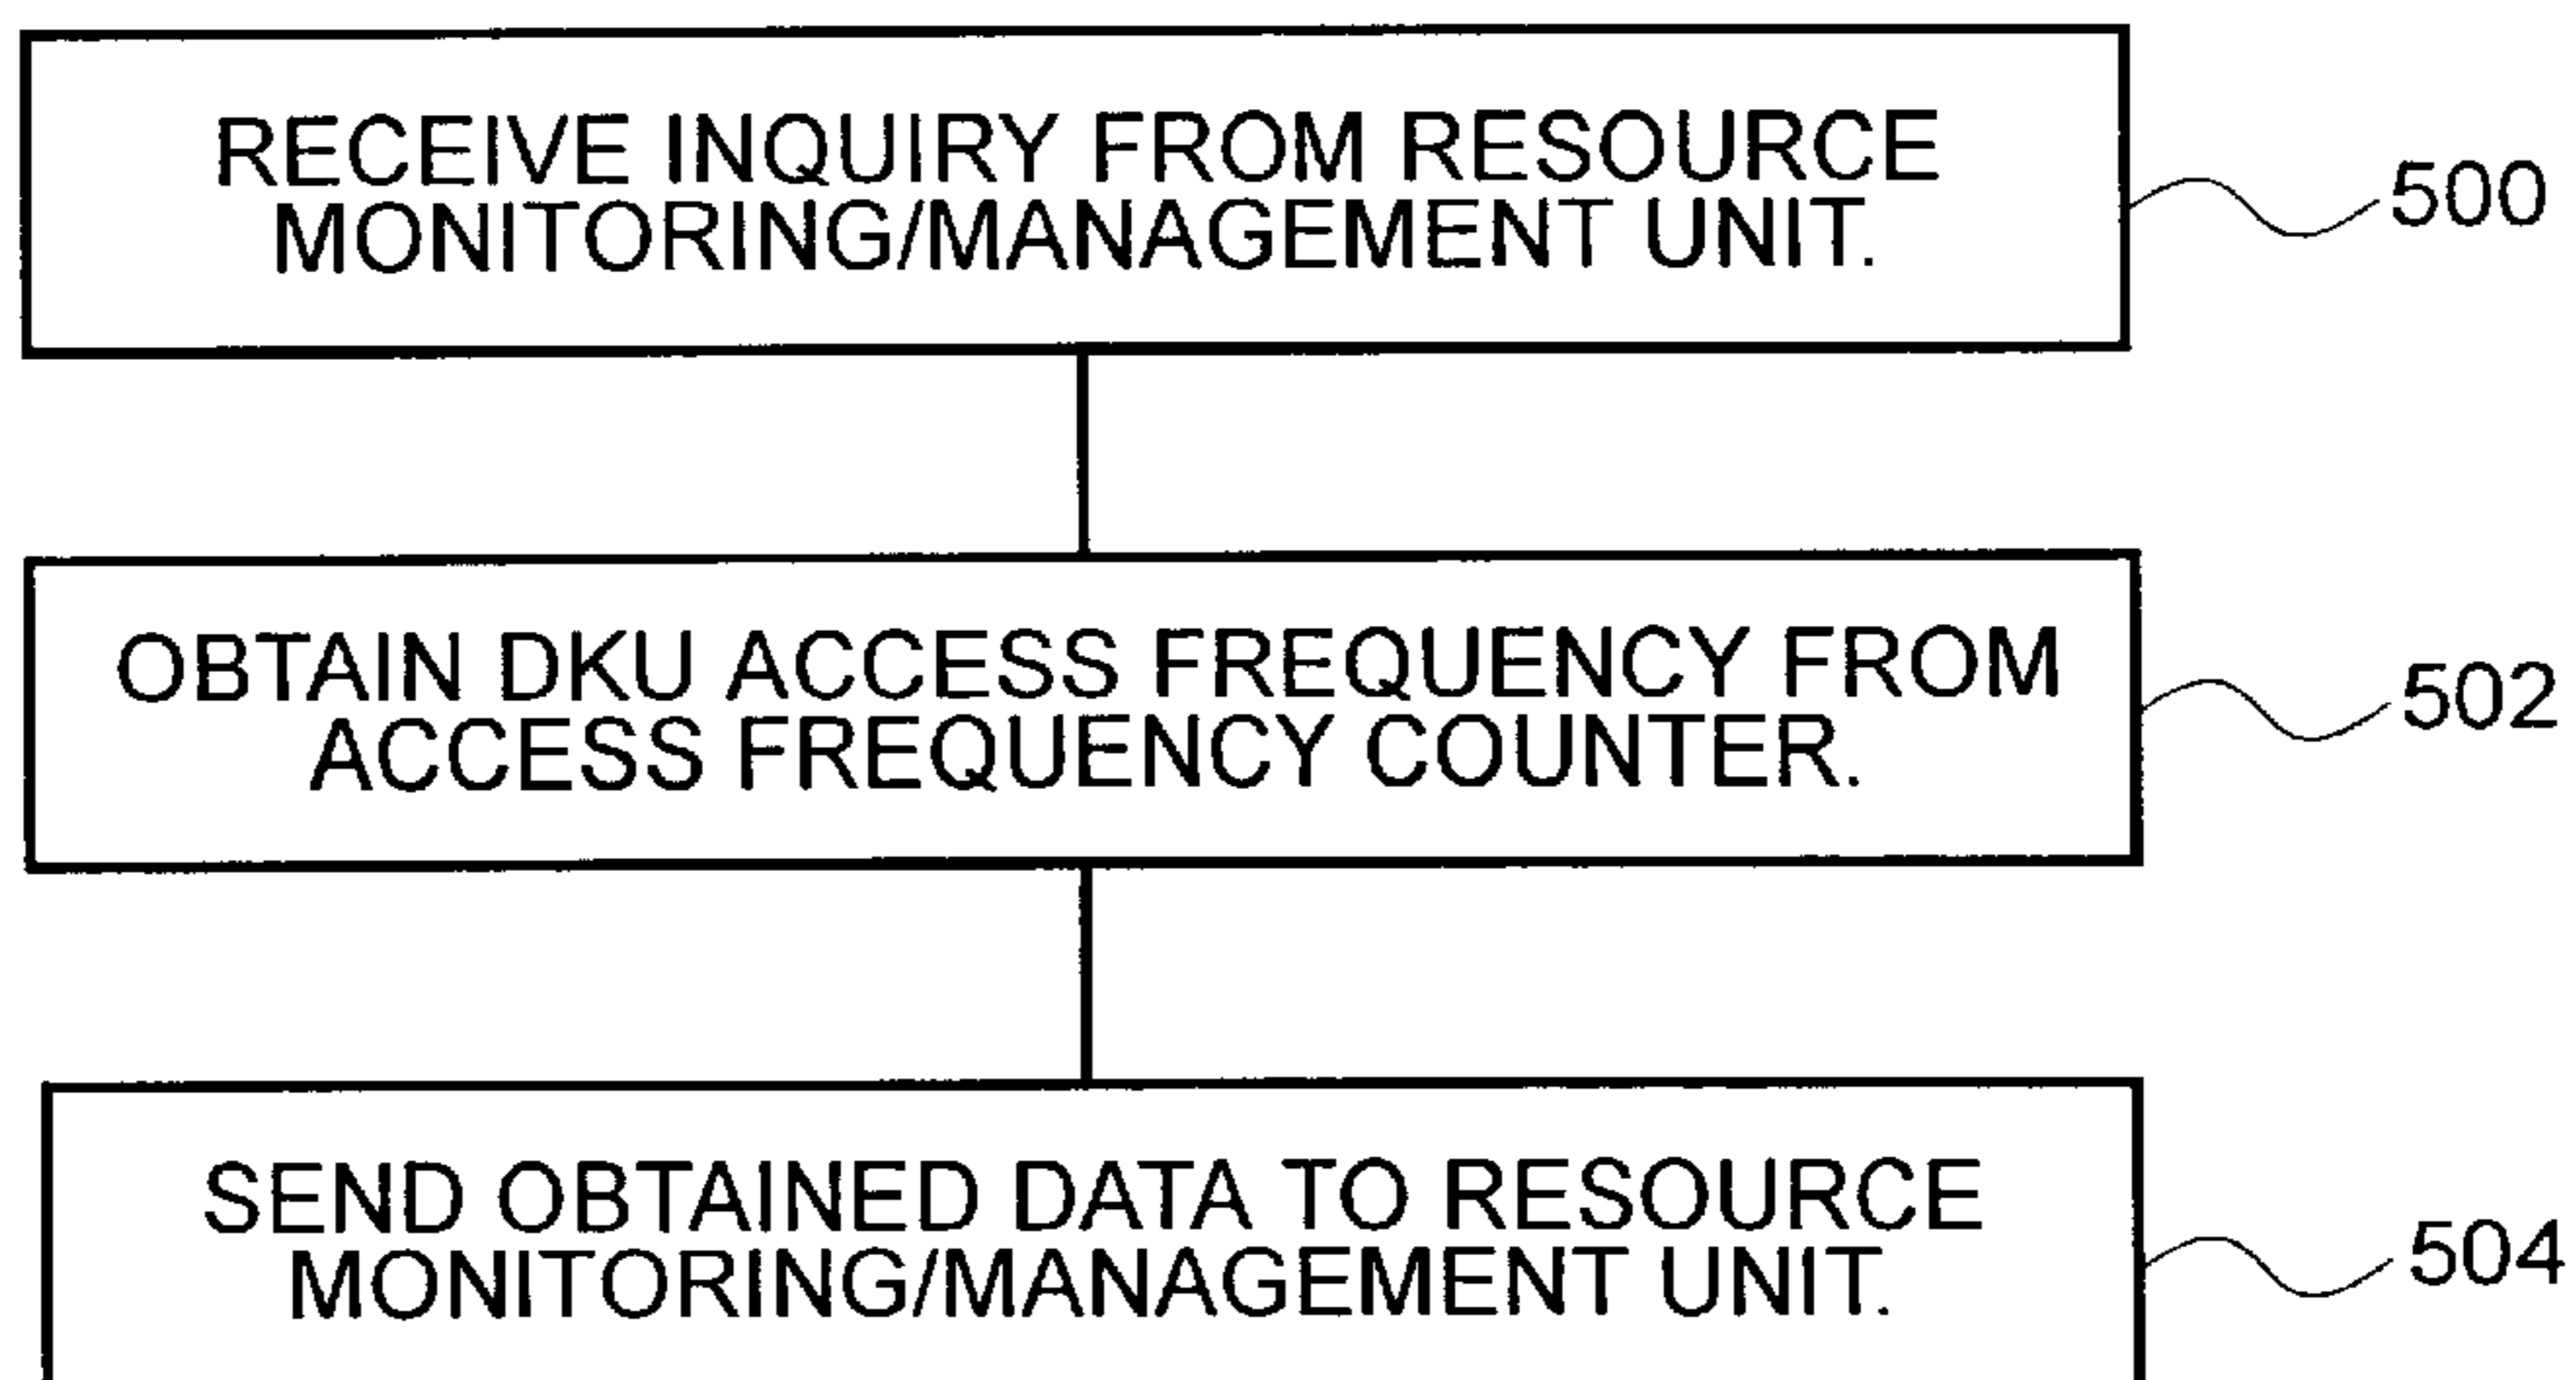 RECEIVE INQUIRY FROM RESOURCE
MONITORING/MANAGEMENT UNIT.
500
OBTAIN DKU ACCESS FREQUENCY FROM
ACCESS FREQUENCY COUNTER.
502
SEND OBTAINED DATA TO RESOURCE
MONITORING/MANAGEMENT UNIT.
504